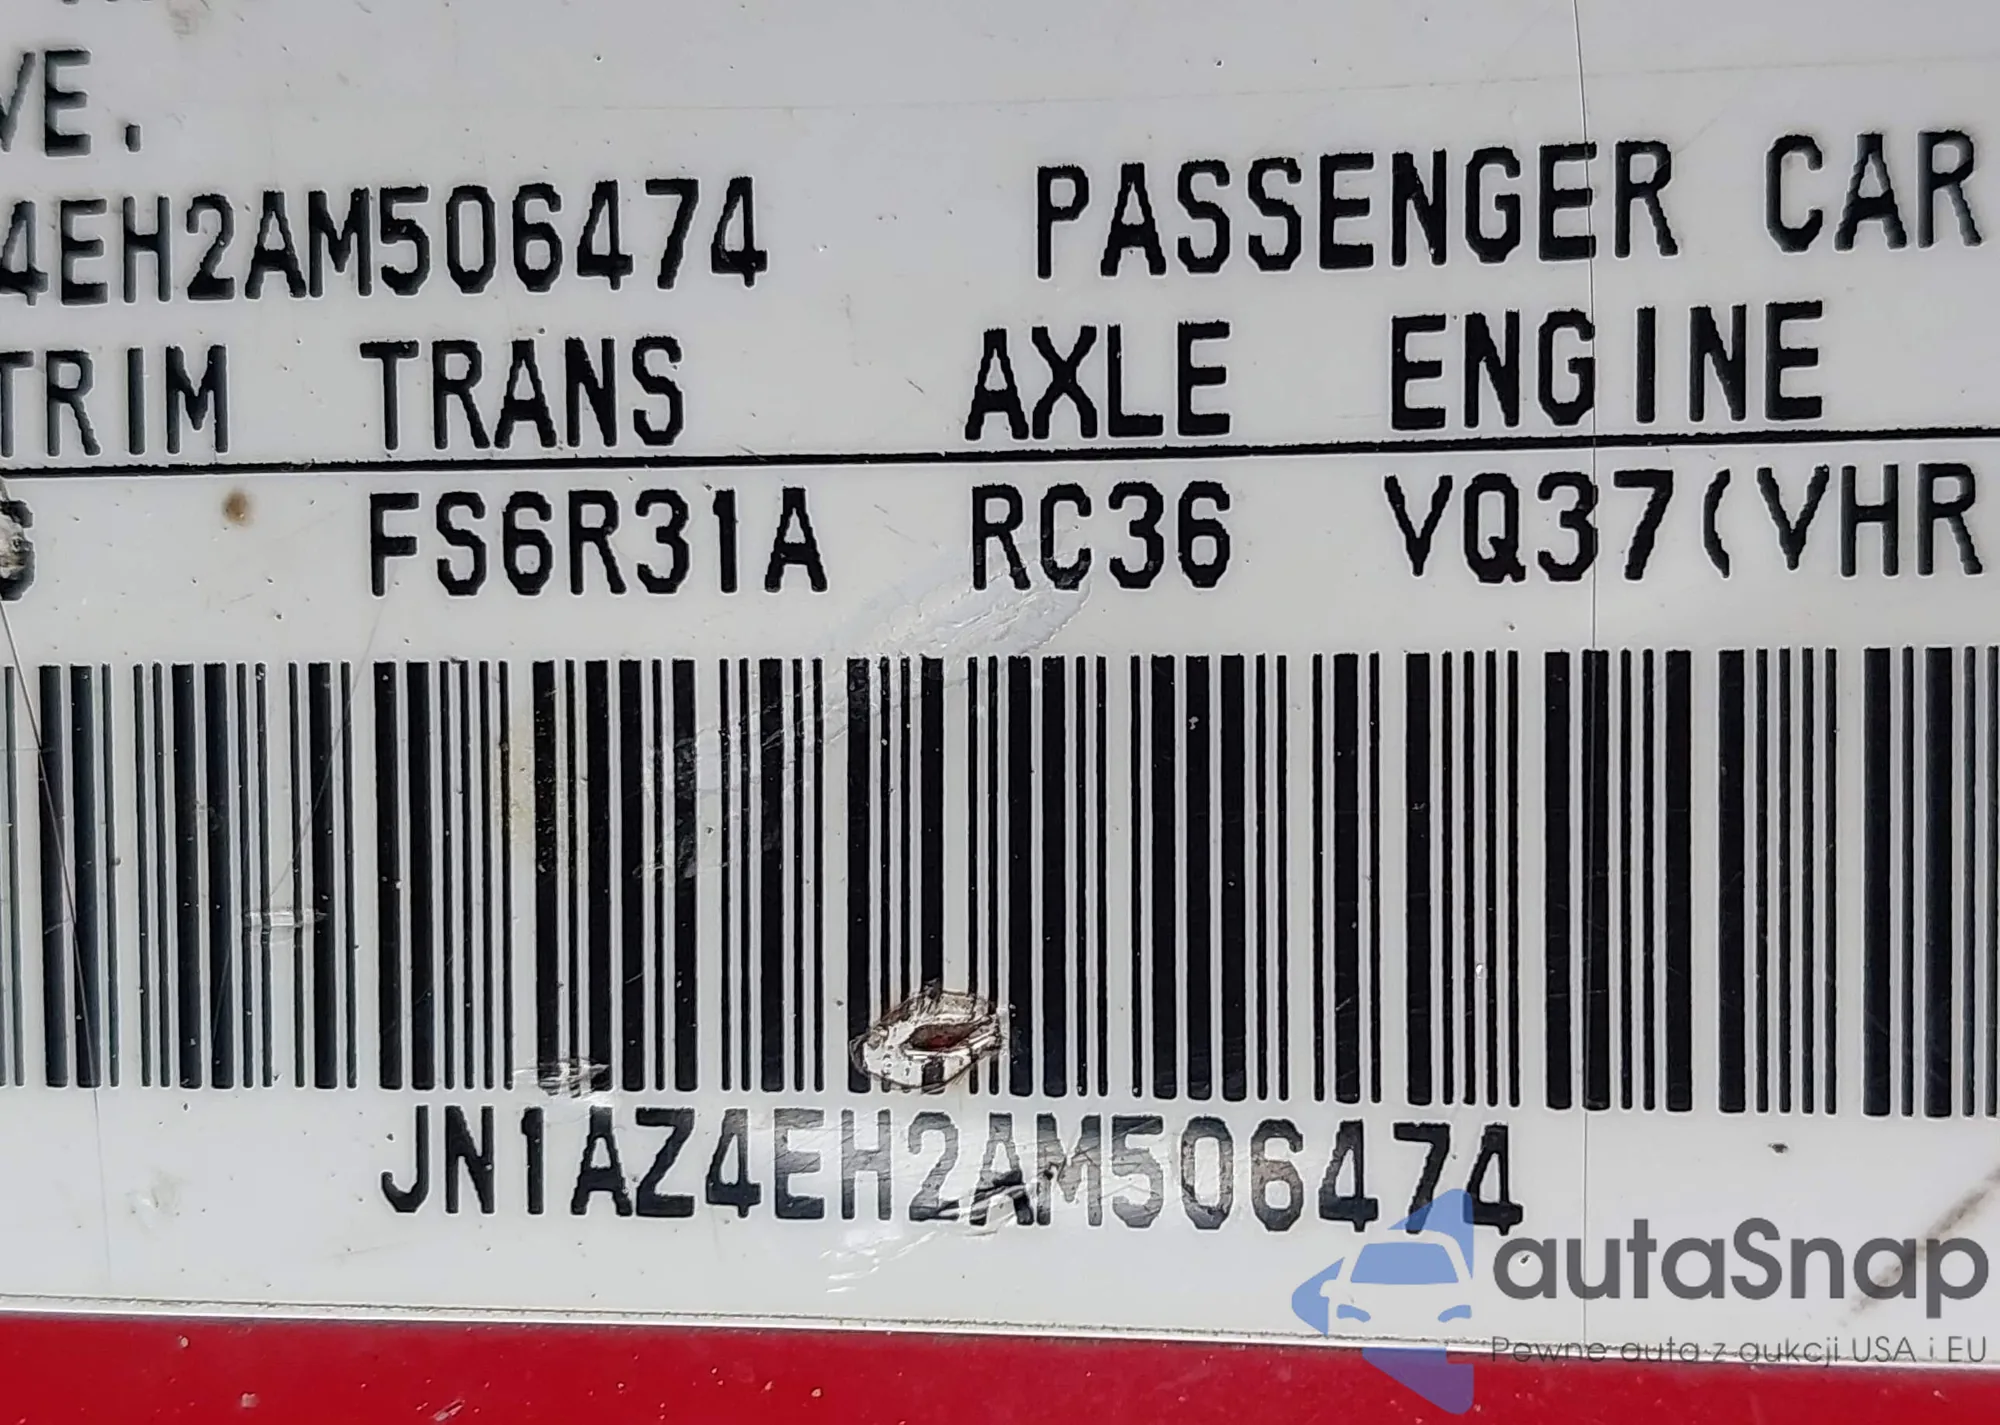 VE.
4EH2AM506474 PASSENGER CAR
TRIM TRANS AXLE ENGINE
G FS6R31A RC36 VQ37(VHR
JN1AZ4EH2AM506474
autaSnap
Pewne auta z aukcji USA i EU